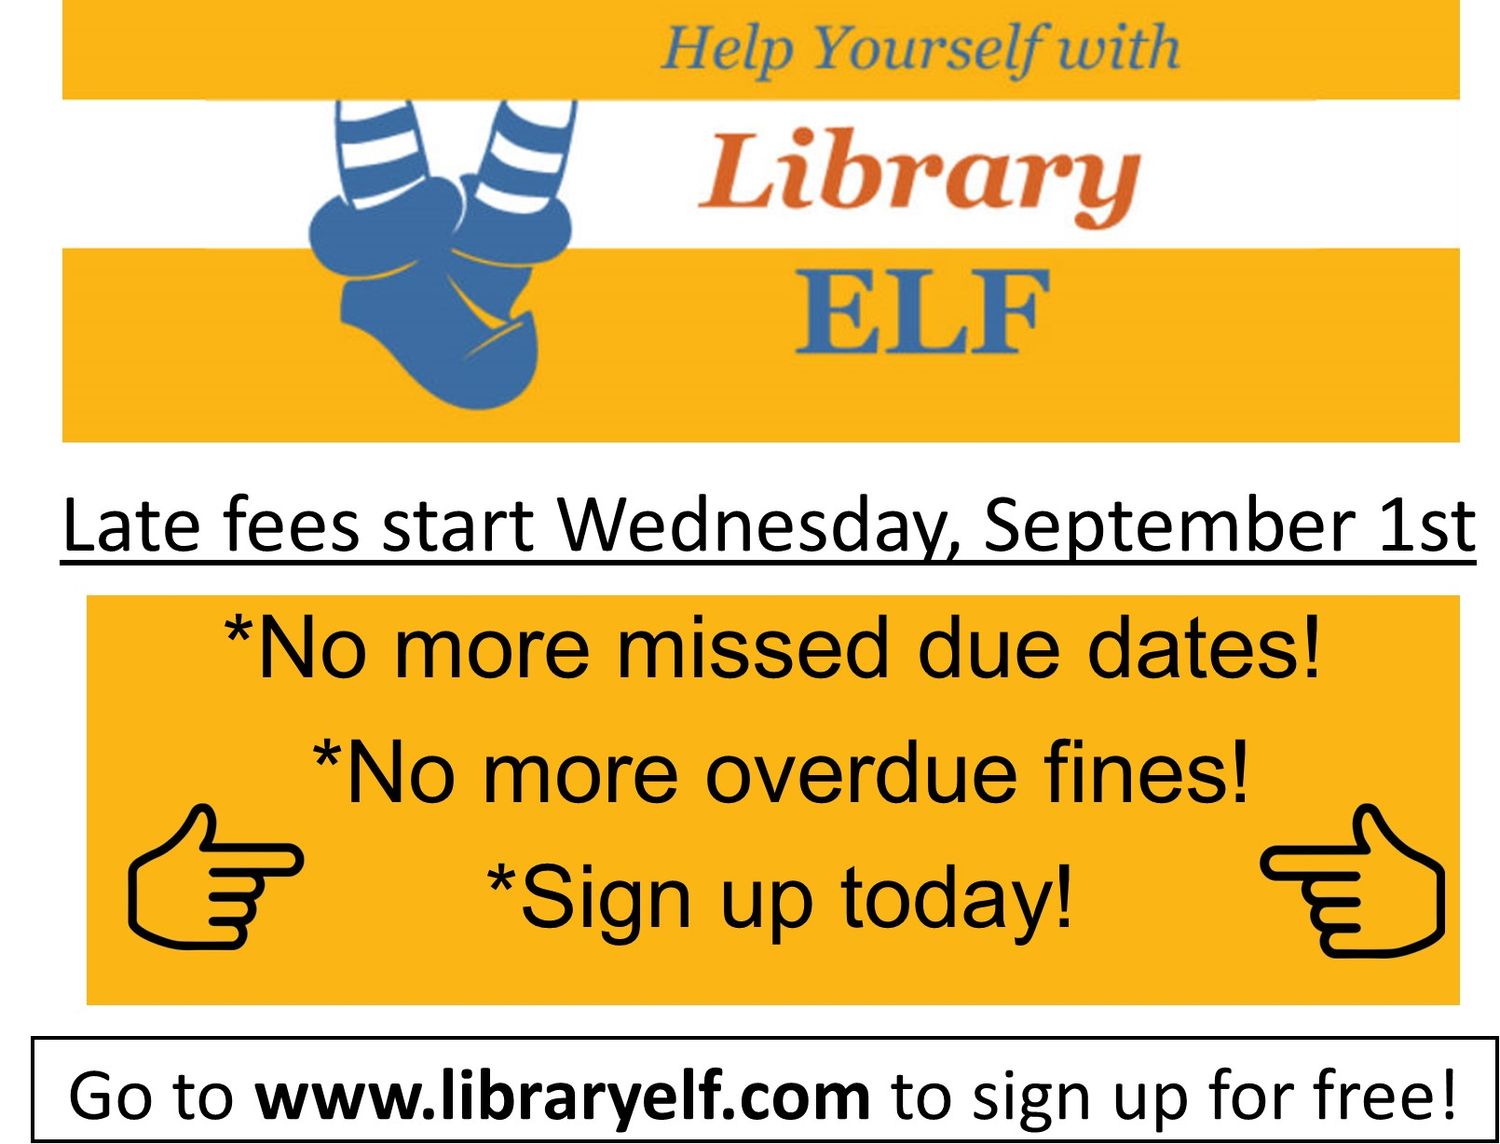 Help Yourself with
Library
ELF
Late fees start Wednesday, September 1st
*No more missed due dates!
*No more overdue fines!
*Sign up today!
Go to www.libraryelf.com to sign up for free!